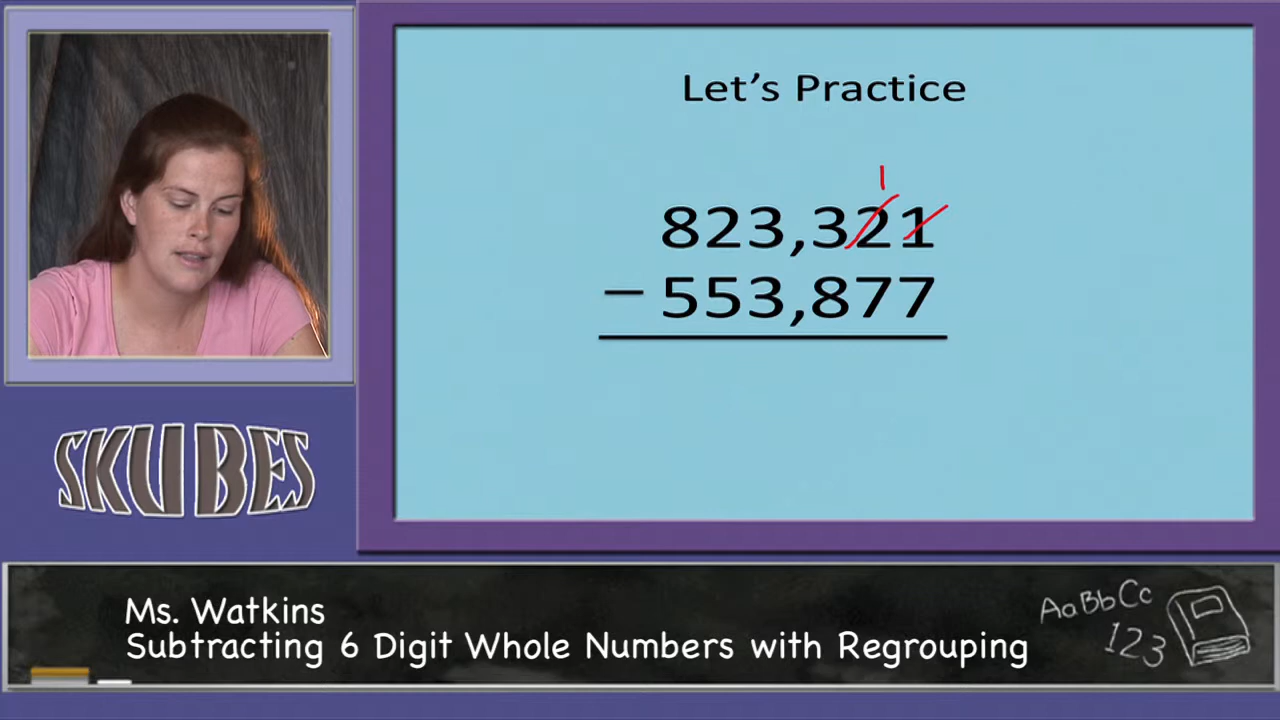 Let's Practice
1
823,321
– 553,877
SKUBES
Ms. Watkins
Subtracting 6 Digit Whole Numbers with Regrouping
AaBbCc
123